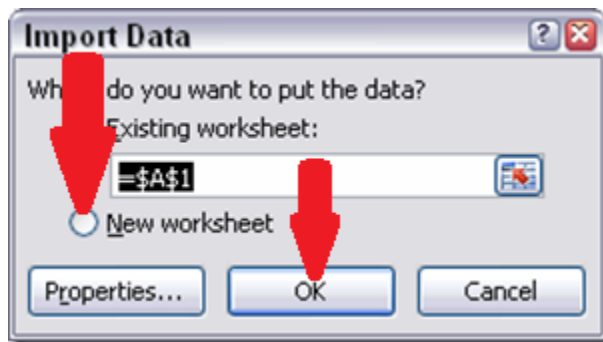 Import Data
do you want to put the data?
Existing worksheet:
=$A$1
New worksheet
Properties... OK Cancel